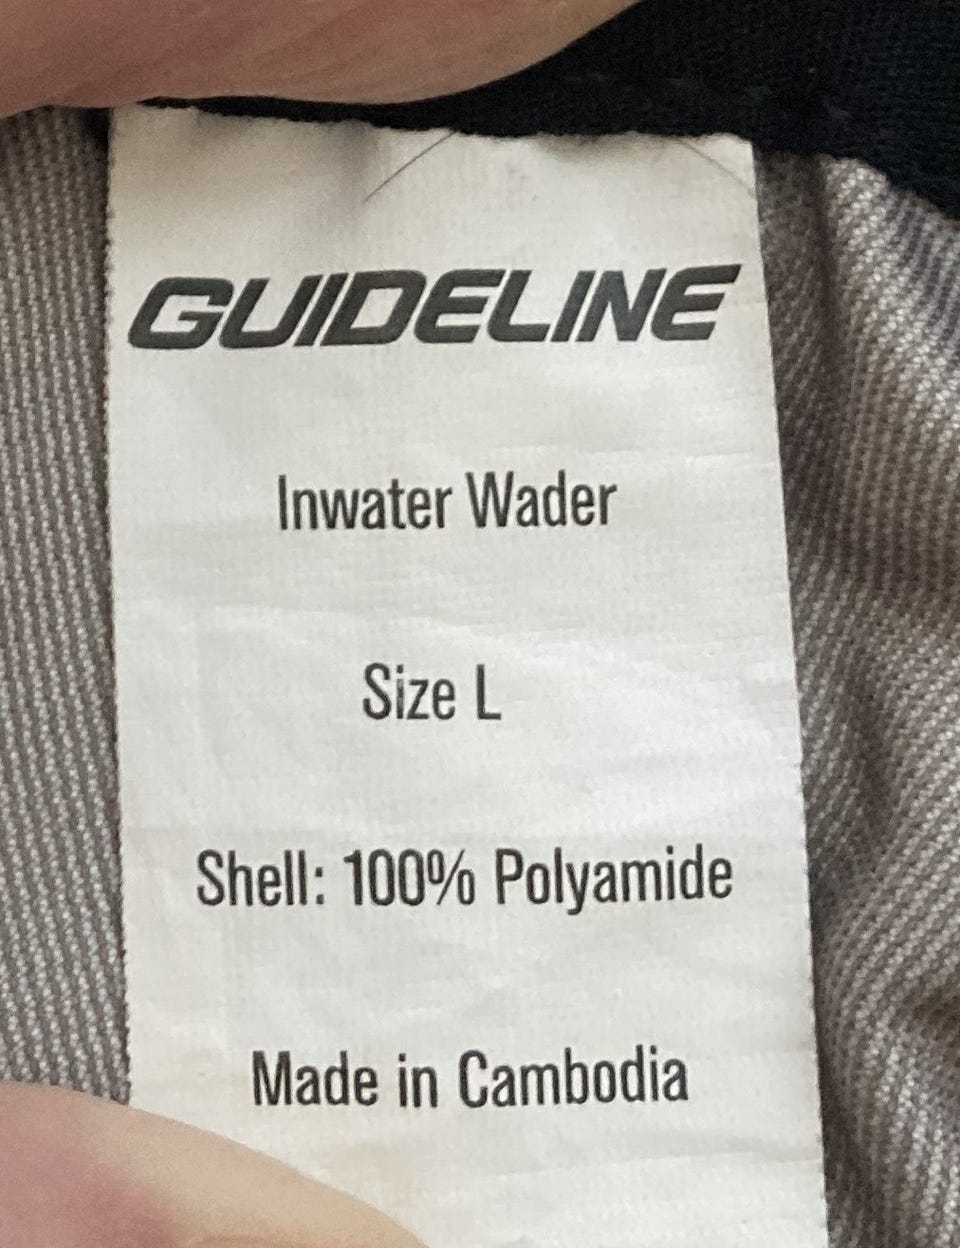 GUIDELINE
Inwater Wader
Size L
Shell: 100% Polyamide
Made in Cambodia